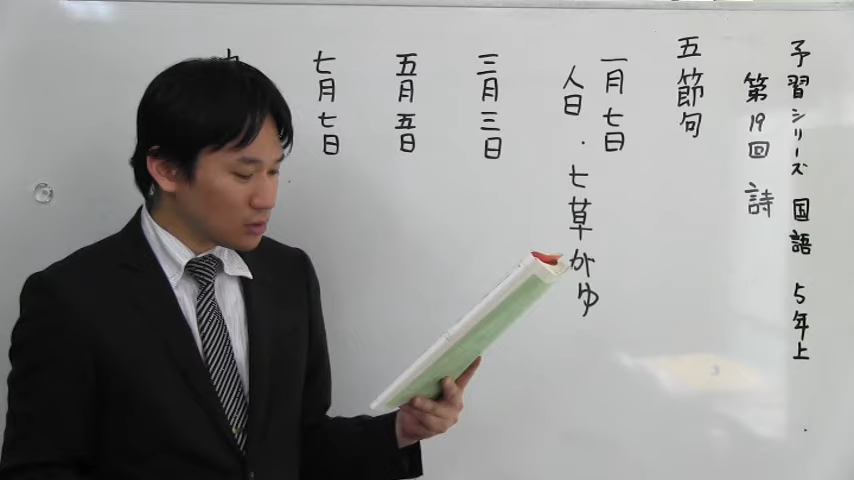 予習シリーズ 国語 5年上
第19回 詩
五節句
一月七日
人日・七草がゆ
三月三日
五月五日
七月七日